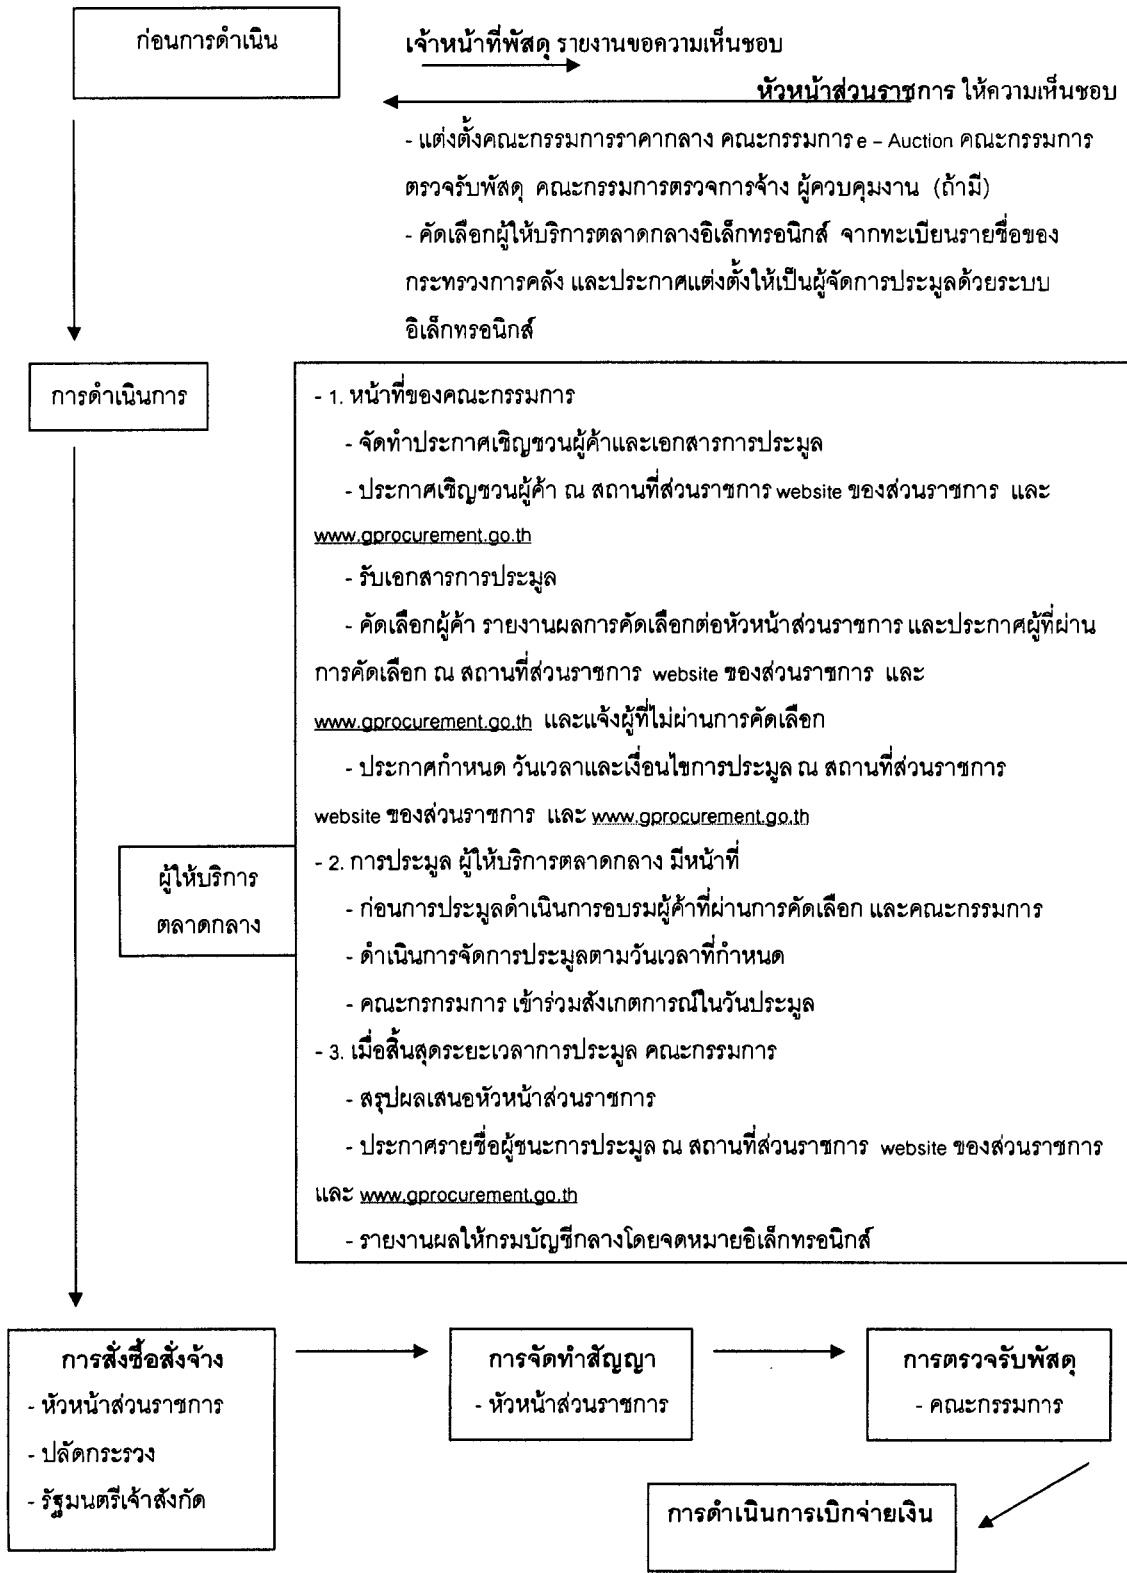 ก่อนการดำเนิน
เจ้าหน้าที่พัสดุ รายงานขอความเห็นชอบ
หัวหน้าส่วนราชการ ให้ความเห็นชอบ
- แต่งตั้งคณะกรรมการราคากลาง คณะกรรมการ e – Auction คณะกรรมการ
ตรวจรับพัสดุ คณะกรรมการตรวจการจ้าง ผู้ควบคุมงาน (ถ้ามี)
- คัดเลือกผู้ให้บริการตลาดกลางอิเล็กทรอนิกส์ จากทะเบียนรายชื่อของ
กระทรวงการคลัง และประกาศแต่งตั้งให้เป็นผู้จัดการประมูลด้วยระบบ
อิเล็กทรอนิกส์
การดำเนินการ
- 1. หน้าที่ของคณะกรรมการ
- จัดทำประกาศเชิญชวนผู้ค้าและเอกสารการประมูล
- ประกาศเชิญชวนผู้ค้า ณ สถานที่ส่วนราชการ website ของส่วนราชการ และ
www.gprocurement.go.th
- รับเอกสารการประมูล
- คัดเลือกผู้ค้า รายงานผลการคัดเลือกต่อหัวหน้าส่วนราชการ และประกาศผู้ที่ผ่าน
การคัดเลือก ณ สถานที่ส่วนราชการ website ของส่วนราชการ และ
www.gprocurement.go.th และแจ้งผู้ที่ไม่ผ่านการคัดเลือก
- ประกาศกำหนด วันเวลาและเงื่อนไขการประมูล ณ สถานที่ส่วนราชการ
website ของส่วนราชการ และ www.gprocurement.go.th
ผู้ให้บริการ
ตลาดกลาง
- 2. การประมูล ผู้ให้บริการตลาดกลาง มีหน้าที่
- ก่อนการประมูลดำเนินการอบรมผู้ค้าที่ผ่านการคัดเลือก และคณะกรรมการ
- ดำเนินการจัดการประมูลตามวันเวลาที่กำหนด
- คณะกรกรมการ เข้าร่วมสังเกตการณ์ในวันประมูล
- 3. เมื่อสิ้นสุดระยะเวลาการประมูล คณะกรรมการ
- สรุปผลเสนอหัวหน้าส่วนราชการ
- ประกาศรายชื่อผู้ชนะการประมูล ณ สถานที่ส่วนราชการ website ของส่วนราชการ
และ www.gprocurement.go.th
- รายงานผลให้กรมบัญชีกลางโดยจดหมายอิเล็กทรอนิกส์
การสั่งซื้อสั่งจ้าง
- หัวหน้าส่วนราชการ
- ปลัดกระรวง
- รัฐมนตรีเจ้าสังกัด
การจัดทำสัญญา
- หัวหน้าส่วนราชการ
การตรวจรับพัสดุ
- คณะกรรมการ
การดำเนินการเบิกจ่ายเงิน